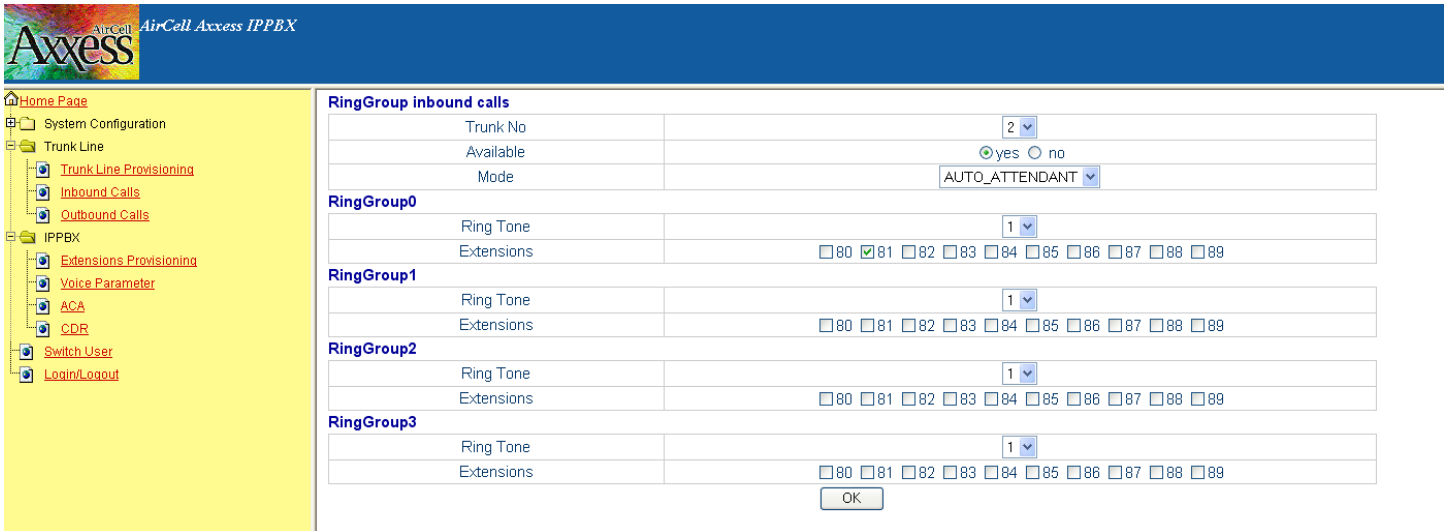 AirCell
Axxess
AirCell Axxess IPPBX
Home Page
System Configuration
Trunk Line
Trunk Line Provisioning
Inbound Calls
Outbound Calls
IPPBX
Extensions Provisioning
Voice Parameter
ACA
CDR
Switch User
Login/Logout
RingGroup inbound calls
Trunk No 2
Available yes no
Mode AUTO_ATTENDANT
RingGroup0
Ring Tone 1
Extensions 80 81 82 83 84 85 86 87 88 89
RingGroup1
Ring Tone 1
Extensions 80 81 82 83 84 85 86 87 88 89
RingGroup2
Ring Tone 1
Extensions 80 81 82 83 84 85 86 87 88 89
RingGroup3
Ring Tone 1
Extensions 80 81 82 83 84 85 86 87 88 89
OK